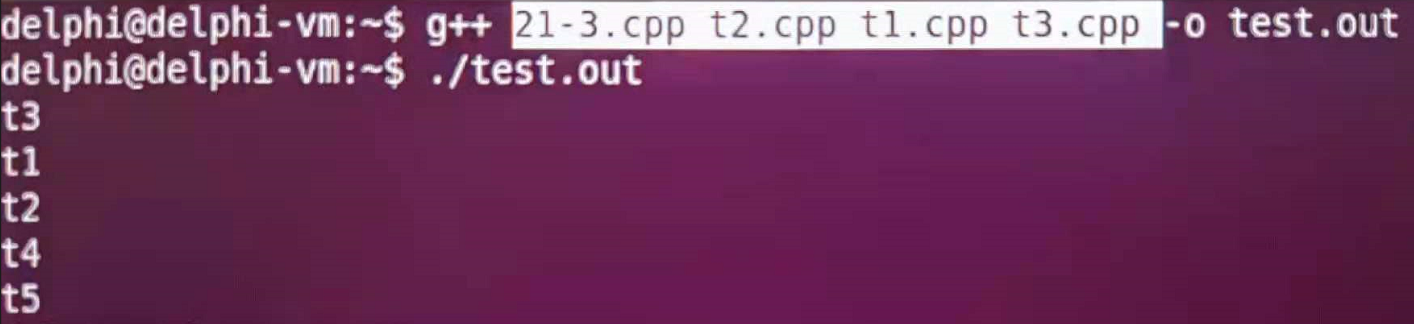 delphi@delphi-vm:~$ g++ 21-3.cpp t2.cpp t1.cpp t3.cpp -o test.out
delphi@delphi-vm:~$ ./test.out
t3
t1
t2
t4
t5